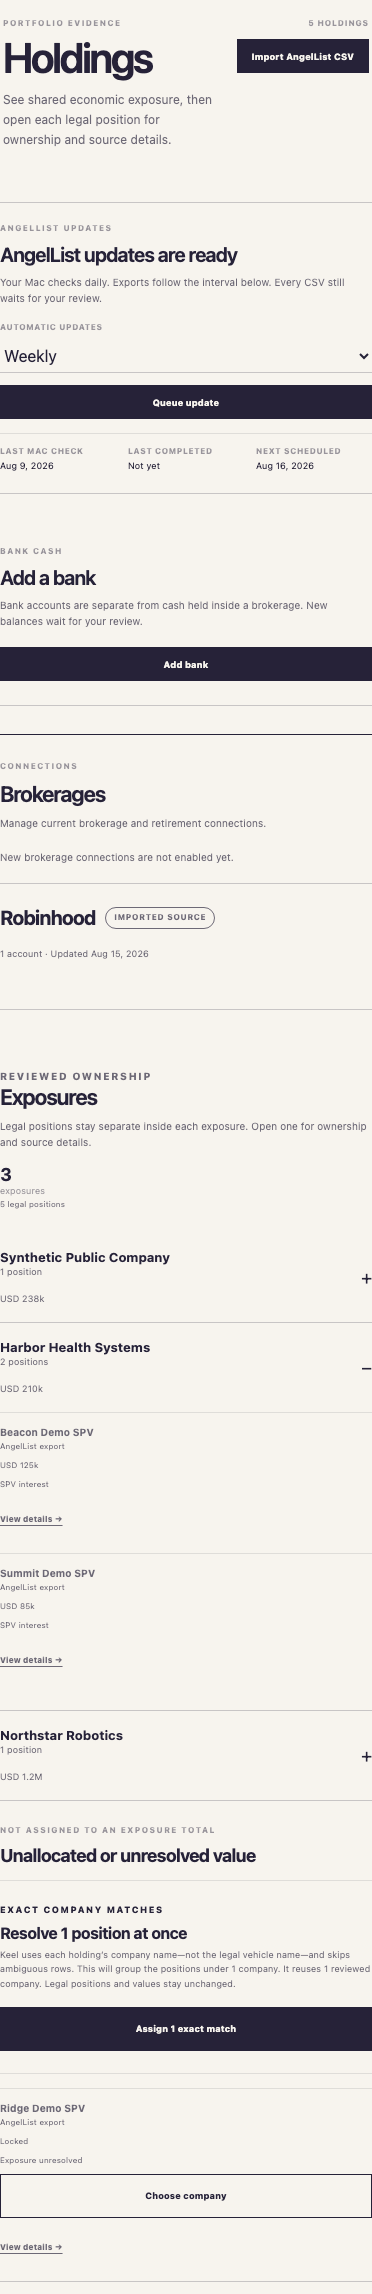 PORTFOLIO EVIDENCE
5 HOLDINGS
Holdings
Import AngelList CSV
See shared economic exposure, then
open each legal position for
ownership and source details.
ANGELLIST UPDATES
AngelList updates are ready
Your Mac checks daily. Exports follow the interval below. Every CSV still
waits for your review.
AUTOMATIC UPDATES
Weekly
Queue update
LAST MAC CHECK
Aug 9, 2026
LAST COMPLETED
Not yet
NEXT SCHEDULED
Aug 16, 2026
BANK CASH
Add a bank
Bank accounts are separate from cash held inside a brokerage. New
balances wait for your review.
Add bank
CONNECTIONS
Brokerages
Manage current brokerage and retirement connections.
New brokerage connections are not enabled yet.
Robinhood
IMPORTED SOURCE
1 account · Updated Aug 15, 2026
REVIEWED OWNERSHIP
Exposures
Legal positions stay separate inside each exposure. Open one for ownership
and source details.
3
exposures
5 legal positions
Synthetic Public Company
1 position
+
USD 238k
Harbor Health Systems
2 positions
−
USD 210k
Beacon Demo SPV
AngelList export
USD 125k
SPV interest
View details →
Summit Demo SPV
AngelList export
USD 85k
SPV interest
View details →
Northstar Robotics
1 position
+
USD 1.2M
NOT ASSIGNED TO AN EXPOSURE TOTAL
Unallocated or unresolved value
EXACT COMPANY MATCHES
Resolve 1 position at once
Keel uses each holding's company name—not the legal vehicle name—and skips
ambiguous rows. This will group the positions under 1 company. It reuses 1 reviewed
company. Legal positions and values stay unchanged.
Assign 1 exact match
Ridge Demo SPV
AngelList export
Locked
Exposure unresolved
Choose company
View details →